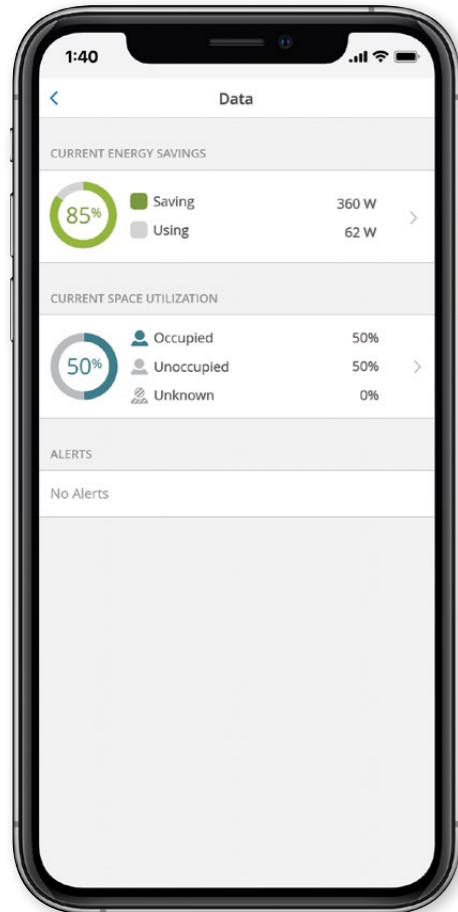 1:40
Data
CURRENT ENERGY SAVINGS
85%
Saving 360 W
Using 62 W
CURRENT SPACE UTILIZATION
50%
Occupied 50%
Unoccupied 50%
Unknown 0%
ALERTS
No Alerts